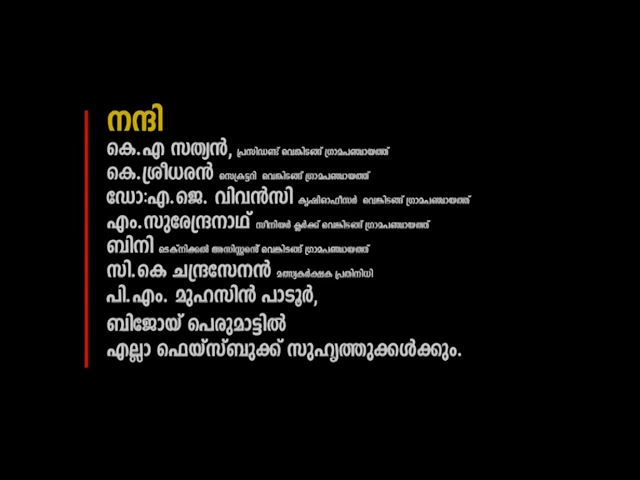 നന്ദി
കെ.എ സത്യൻ, പ്രസിഡണ്ട് വെങ്കിടങ്ങ് ഗ്രാമപഞ്ചായത്ത്
കെ.ശ്രീധരൻ സെക്രട്ടറി വെങ്കിടങ്ങ് ഗ്രാമപഞ്ചായത്ത്
ഡോ:എ.ജെ. വിവൻസി കൃഷിഓഫീസർ വെങ്കിടങ്ങ് ഗ്രാമപഞ്ചായത്ത്
എം.സുരേന്ദ്രനാഥ് സീനിയർ ക്ലർക്ക് വെങ്കിടങ്ങ് ഗ്രാമപഞ്ചായത്ത്
ബിനി ടെക്നിക്കൽ അസിസ്റ്റന്റ് വെങ്കിടങ്ങ് ഗ്രാമപഞ്ചായത്ത്
സി.കെ ചന്ദ്രസേനൻ മത്സ്യകർക്ഷക പ്രതിനിധി
പി.എം. മുഹസിൻ പാടൂർ,
ബിജോയ് പെരുമാട്ടിൽ
എല്ലാ ഫെയ്സ്ബുക്ക് സുഹൃത്തുക്കൾക്കും.